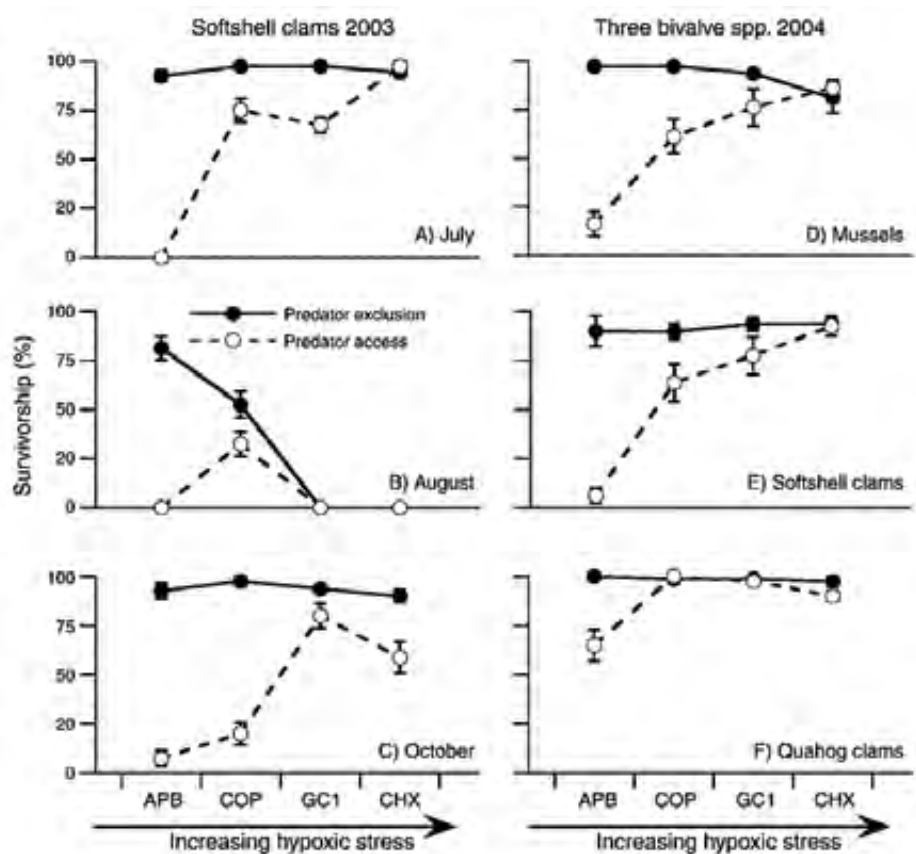 Softshell clams 2003
Three bivalve spp. 2004
100
75
50
20
0
A) July
D) Mussels
Survivorship (%)
100
75
50
20
0
Predator exclusion
Predator access
B) August
E) Softshell clams
100
75
50
20
0
C) October
F) Quahog clams
APB COP GC1 CHX
APB COP GC1 CHX
Increasing hypoxic stress
Increasing hypoxic stress